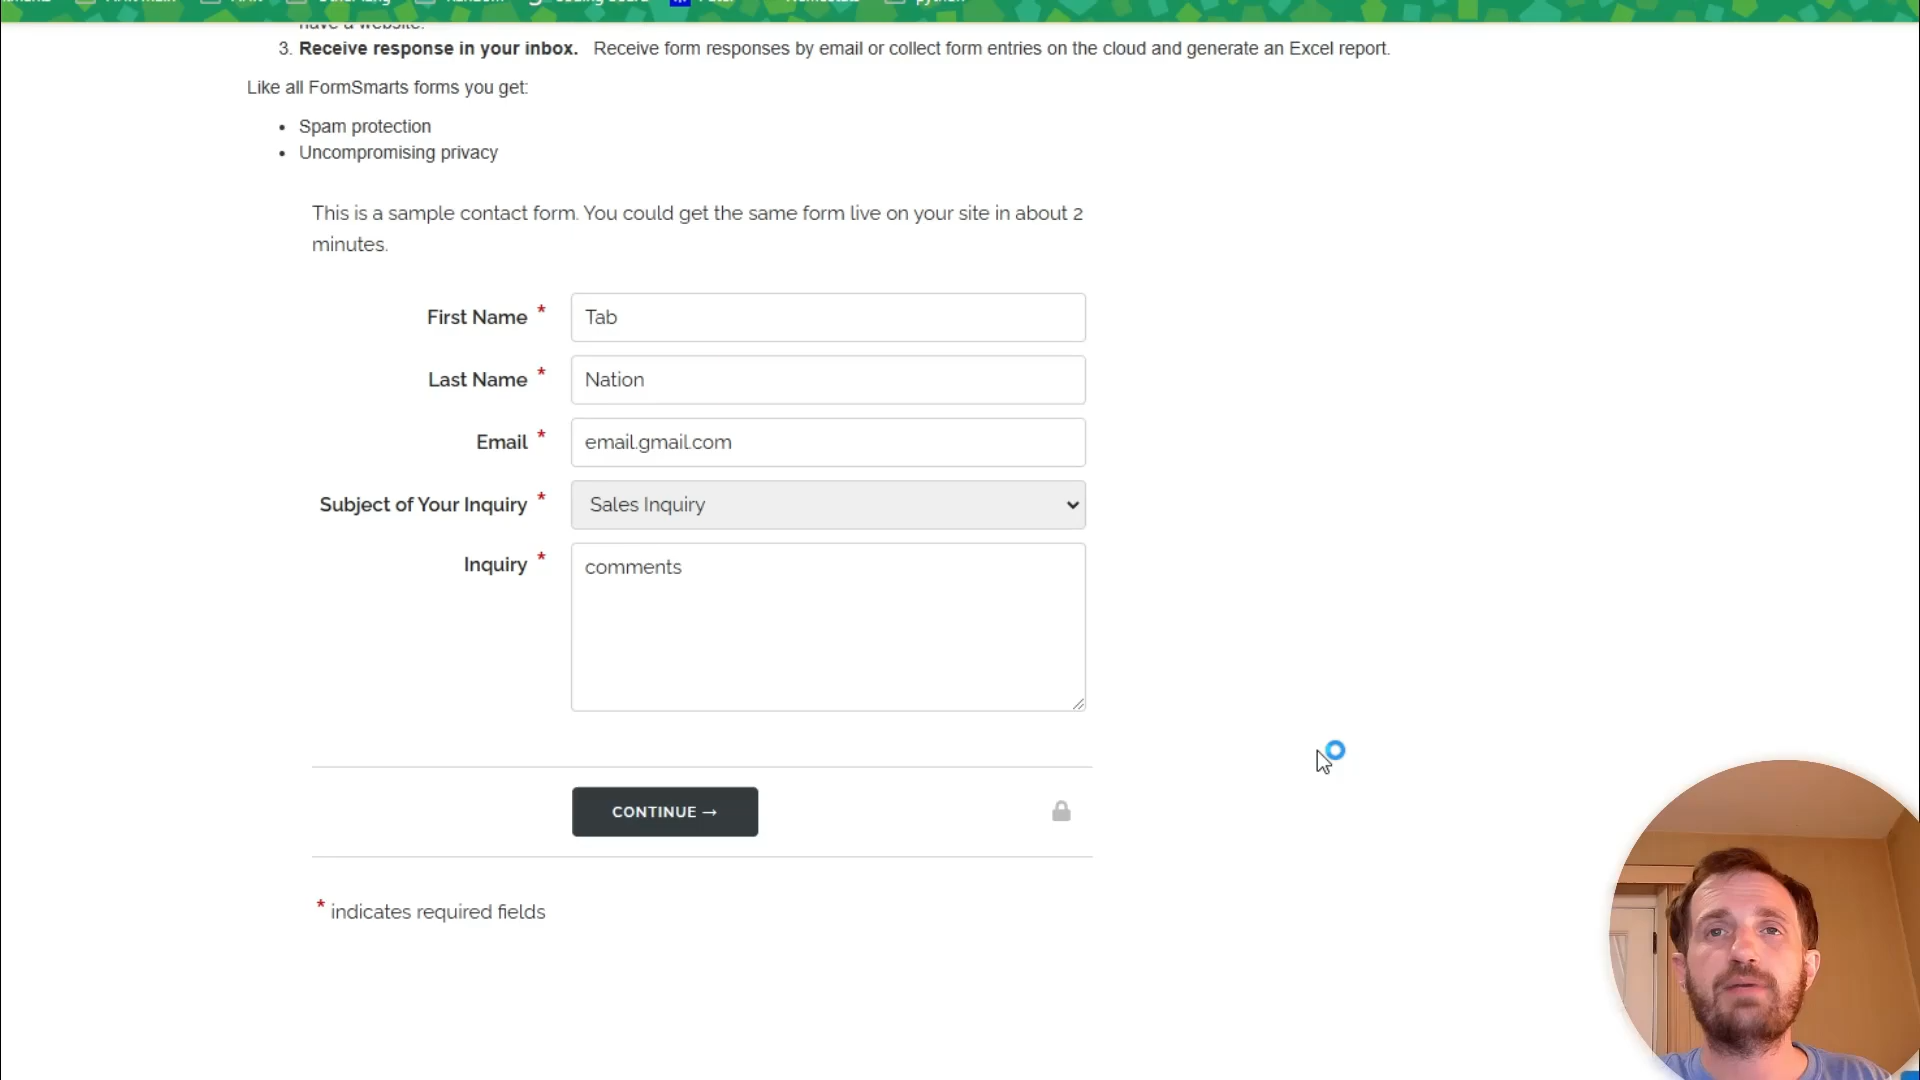 3. Receive response in your inbox. Receive form responses by email or collect form entries on the cloud and generate an Excel report.
Like all FormSmarts forms you get:
• Spam protection
• Uncompromising privacy
This is a sample contact form. You could get the same form live on your site in about 2
minutes.
First Name * Tab
Last Name * Nation
Email * email.gmail.com
Subject of Your Inquiry * Sales Inquiry
Inquiry * comments
CONTINUE →
* indicates required fields